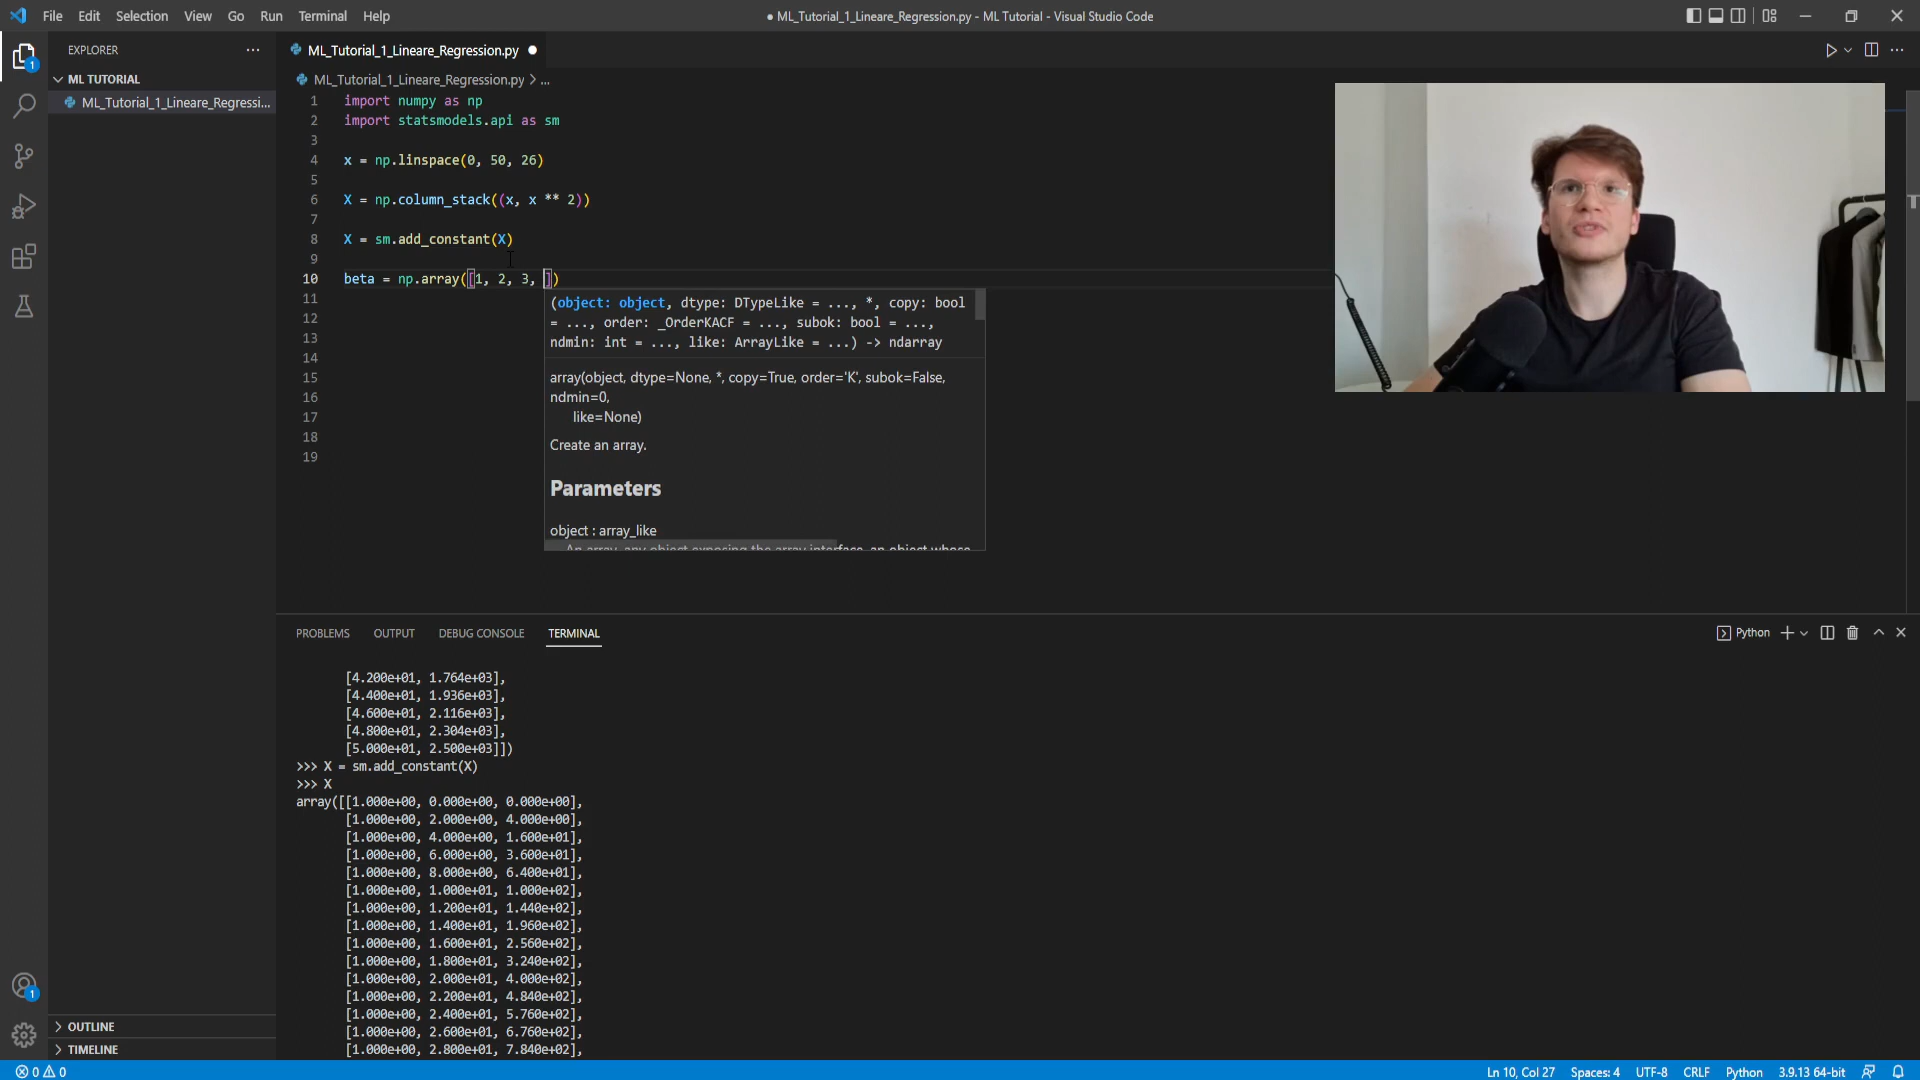 File Edit Selection View Go Run Terminal Help
● ML_Tutorial_1_Lineare_Regression.py - ML Tutorial - Visual Studio Code
EXPLORER
ML TUTORIAL
ML_Tutorial_1_Lineare_Regressi...
OUTLINE
TIMELINE
1
1
ML_Tutorial_1_Lineare_Regression.py ●
ML_Tutorial_1_Lineare_Regression.py > ...
1 import numpy as np
2 import statsmodels.api as sm
3
4 x = np.linspace(0, 50, 26)
5
6 X = np.column_stack((x, x ** 2))
7
8 X = sm.add_constant(X)
9
10 beta = np.array([1, 2, 3, ])
11
12
13
14
15
16
17
18
19
(object: object, dtype: DTypeLike = ..., *, copy: bool
= ..., order: _OrderKACF = ..., subok: bool = ...,
ndmin: int = ..., like: ArrayLike = ...) -> ndarray
array(object, dtype=None, *, copy=True, order='K', subok=False,
ndmin=0,
like=None)
Create an array.
Parameters
object : array_like
An array, any object exposing the array interface, an object whose
PROBLEMS OUTPUT DEBUG CONSOLE TERMINAL
Python
[4.200e+01, 1.764e+03],
[4.400e+01, 1.936e+03],
[4.600e+01, 2.116e+03],
[4.800e+01, 2.304e+03],
[5.000e+01, 2.500e+03]])
>>> X = sm.add_constant(X)
>>> X
array([[1.000e+00, 0.000e+00, 0.000e+00],
[1.000e+00, 2.000e+00, 4.000e+00],
[1.000e+00, 4.000e+00, 1.600e+01],
[1.000e+00, 6.000e+00, 3.600e+01],
[1.000e+00, 8.000e+00, 6.400e+01],
[1.000e+00, 1.000e+01, 1.000e+02],
[1.000e+00, 1.200e+01, 1.440e+02],
[1.000e+00, 1.400e+01, 1.960e+02],
[1.000e+00, 1.600e+01, 2.560e+02],
[1.000e+00, 1.800e+01, 3.240e+02],
[1.000e+00, 2.000e+01, 4.000e+02],
[1.000e+00, 2.200e+01, 4.840e+02],
[1.000e+00, 2.400e+01, 5.760e+02],
[1.000e+00, 2.600e+01, 6.760e+02],
[1.000e+00, 2.800e+01, 7.840e+02],
0 0
Ln 10, Col 27 Spaces: 4 UTF-8 CRLF Python 3.9.13 64-bit